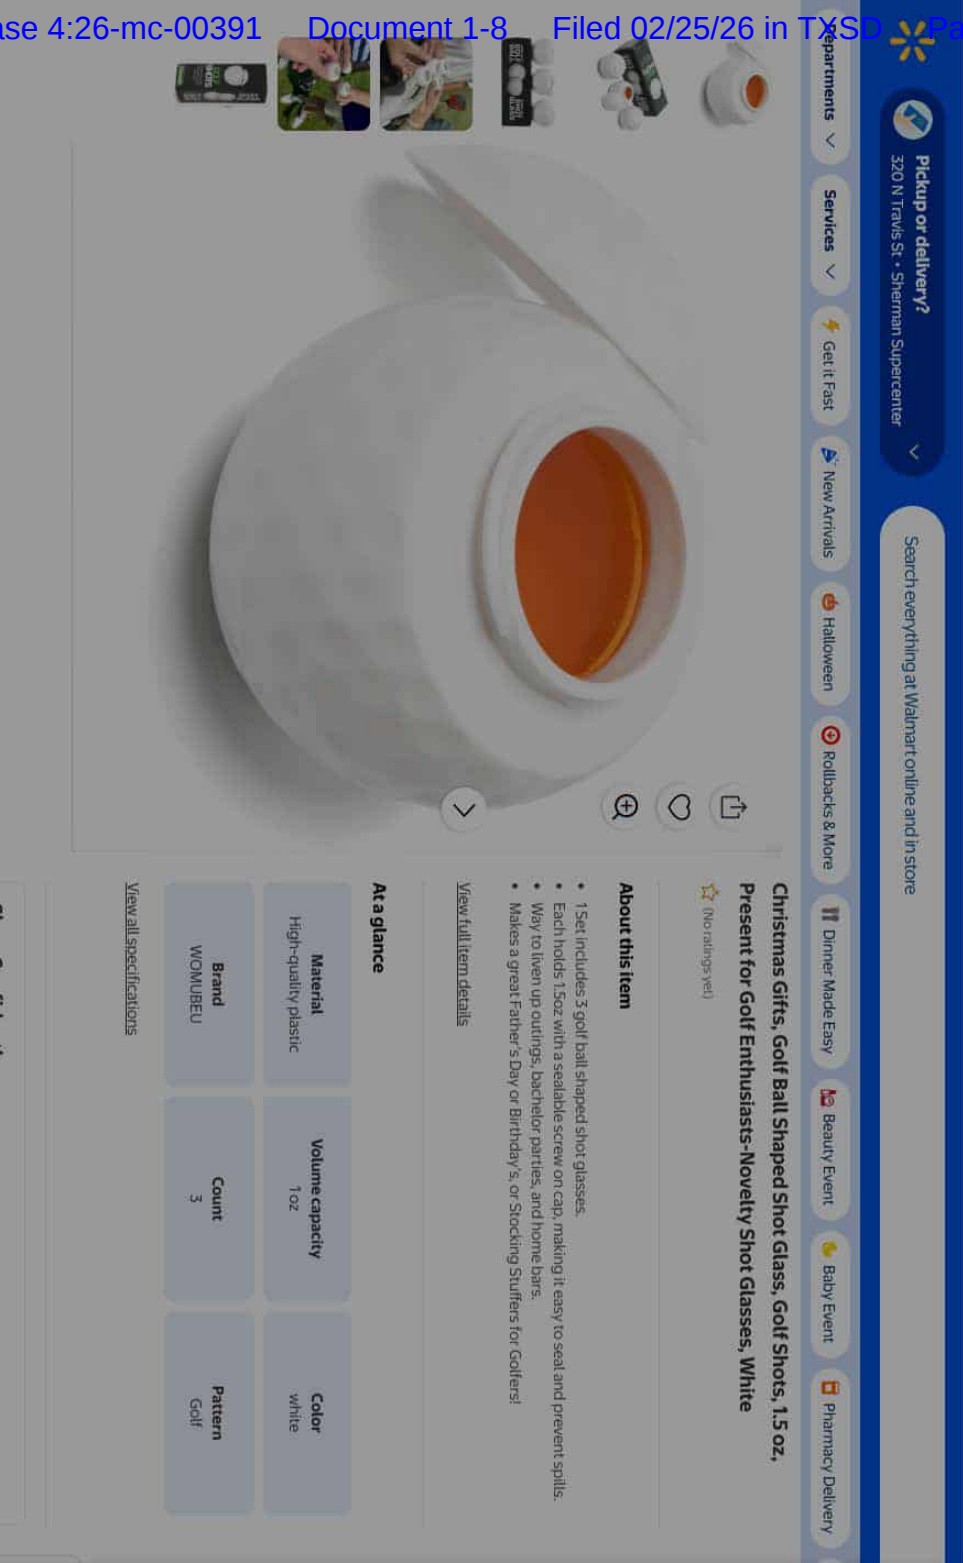 ase 4:26-mc-00391 Document 1-8 Filed 02/25/26 in TXSD
Pickup or delivery?
320 N Travis St • Sherman Supercenter
Search everything at Walmart online and in store
Departments
Services
Get it Fast
New Arrivals
Halloween
Rollbacks & More
Dinner Made Easy
Beauty Event
Baby Event
Pharmacy Delivery
Christmas Gifts, Golf Ball Shaped Shot Glass, Golf Shots, 1.5 oz,
Present for Golf Enthusiasts-Novelty Shot Glasses, White
(No ratings yet)
About this item
• 1 Set includes 3 golf ball shaped shot glasses.
• Each holds 1.5oz with a sealable screw on cap, making it easy to seal and prevent spills.
• Way to liven up outings, bachelor parties, and home bars.
• Makes a great Father's Day or Birthday's, or Stocking Stuffers for Golfers!
View full item details
At a glance
Material
High-quality plastic
Volume capacity
1 oz
Color
white
Brand
WOMUBEU
Count
3
Pattern
Golf
View all specifications